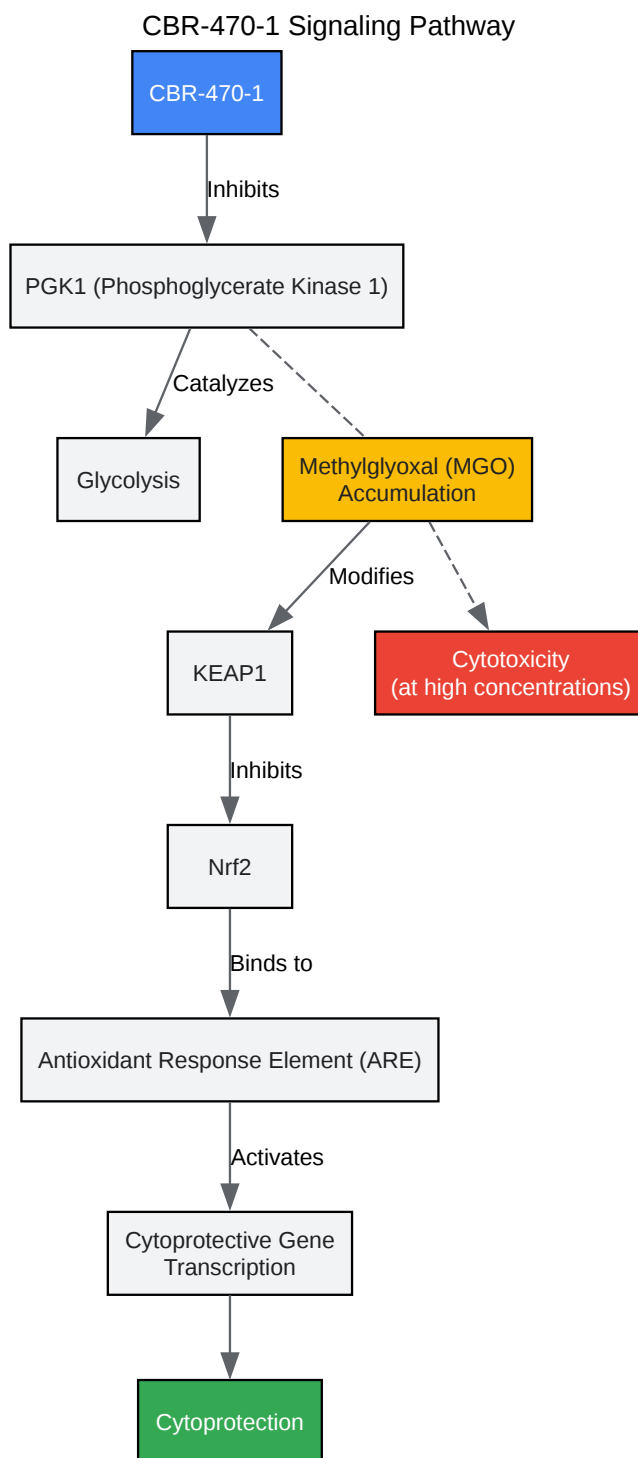 CBR-470-1 Signaling Pathway
CBR-470-1
Inhibits
PGK1 (Phosphoglycerate Kinase 1)
Catalyzes
Glycolysis
Methylglyoxal (MGO)
Accumulation
Modifies
KEAP1
Cytotoxicity
(at high concentrations)
Inhibits
Nrf2
Binds to
Antioxidant Response Element (ARE)
Activates
Cytoprotective Gene
Transcription
Cytoprotection